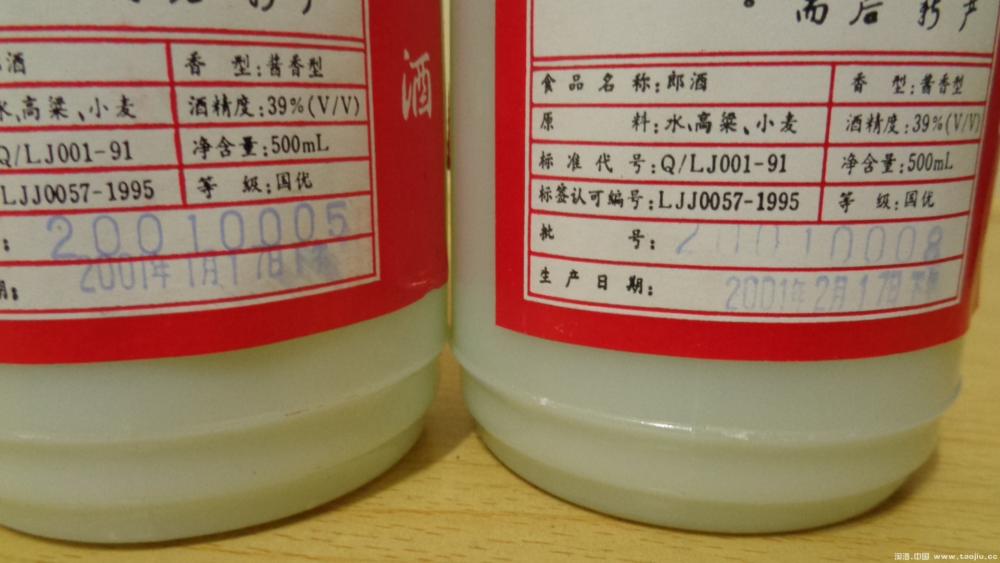 酒
香 型：酱香型
水、高粱、小麦
酒精度：39%(V/V)
Q/LJ001-91
净含量：500mL
LJJ0057-1995
等 级：国优
20010005
2001年1月17日
酒
而后 新产
食品名称：郎酒
香 型：酱香型
原 料：水、高粱、小麦
酒精度：39%(V/V)
标准代号：Q/LJ001-91
净含量：500mL
标签认可编号：LJJ0057-1995
等 级：国优
批 号：20010008
生产日期：2001年2月17日
淘酒.中国 www.taojiu.cc